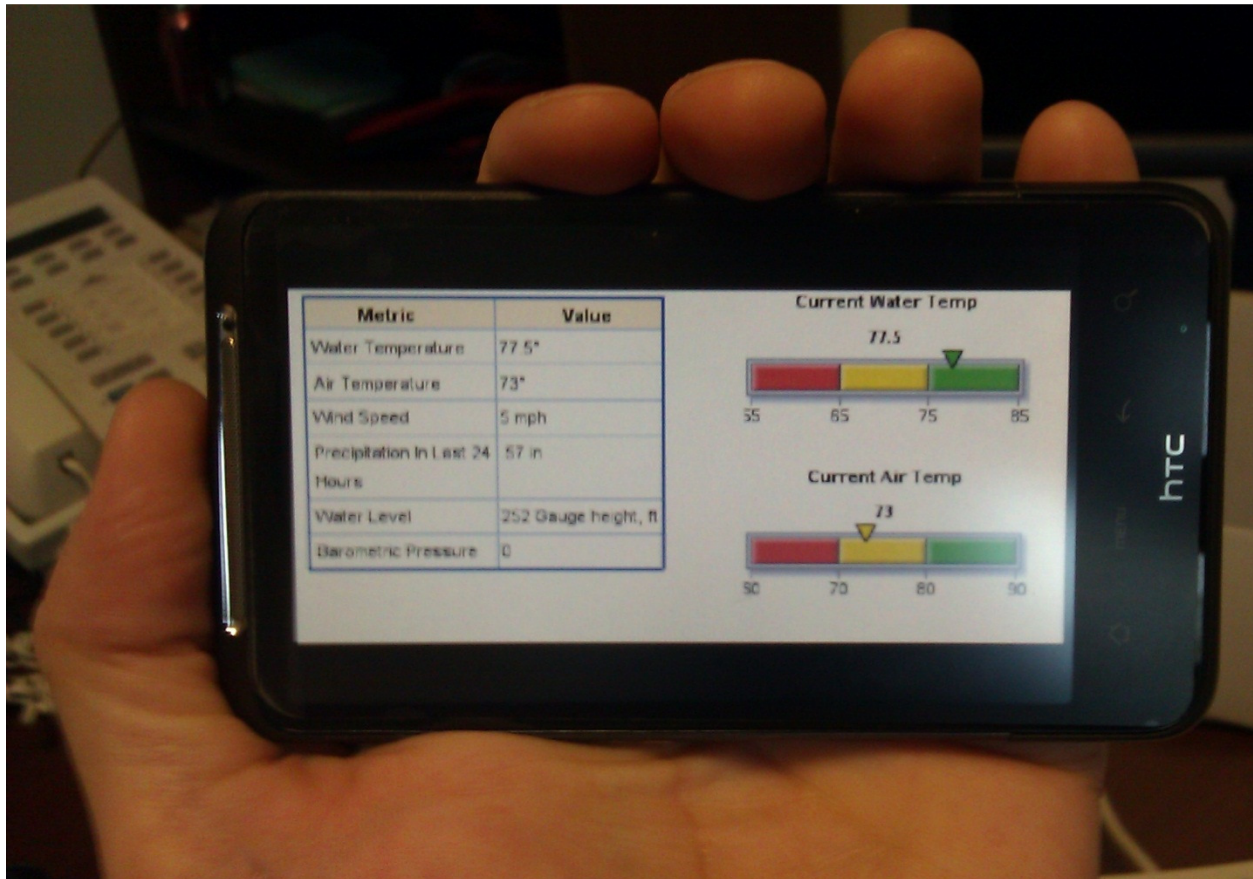 Metric Value
Water Temperature 77.5°
Air Temperature 73°
Wind Speed 5 mph
Precipitation In Last 24 .57 in
Hours
Water Level 252 Gauge height, ft
Barometric Pressure 0
Current Water Temp
77.5
55 65 75 85
Current Air Temp
73
60 70 80 90
hTC
menu